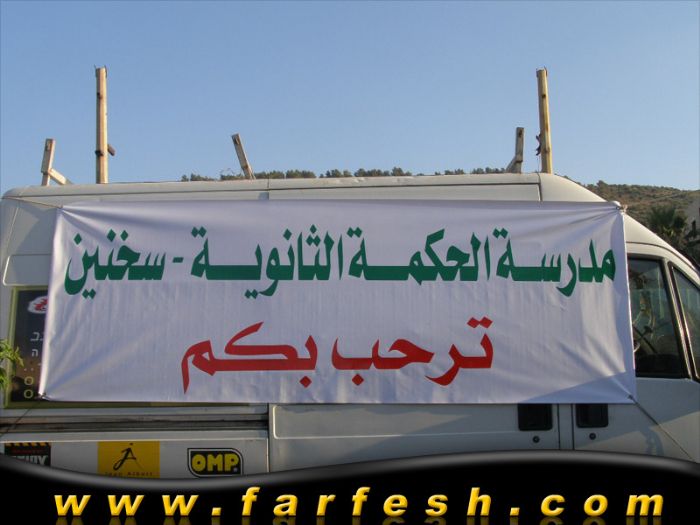 مدرسة الحكمة الثانوية - سخنين
ترحب بكم
OMP
www.farfesh.com